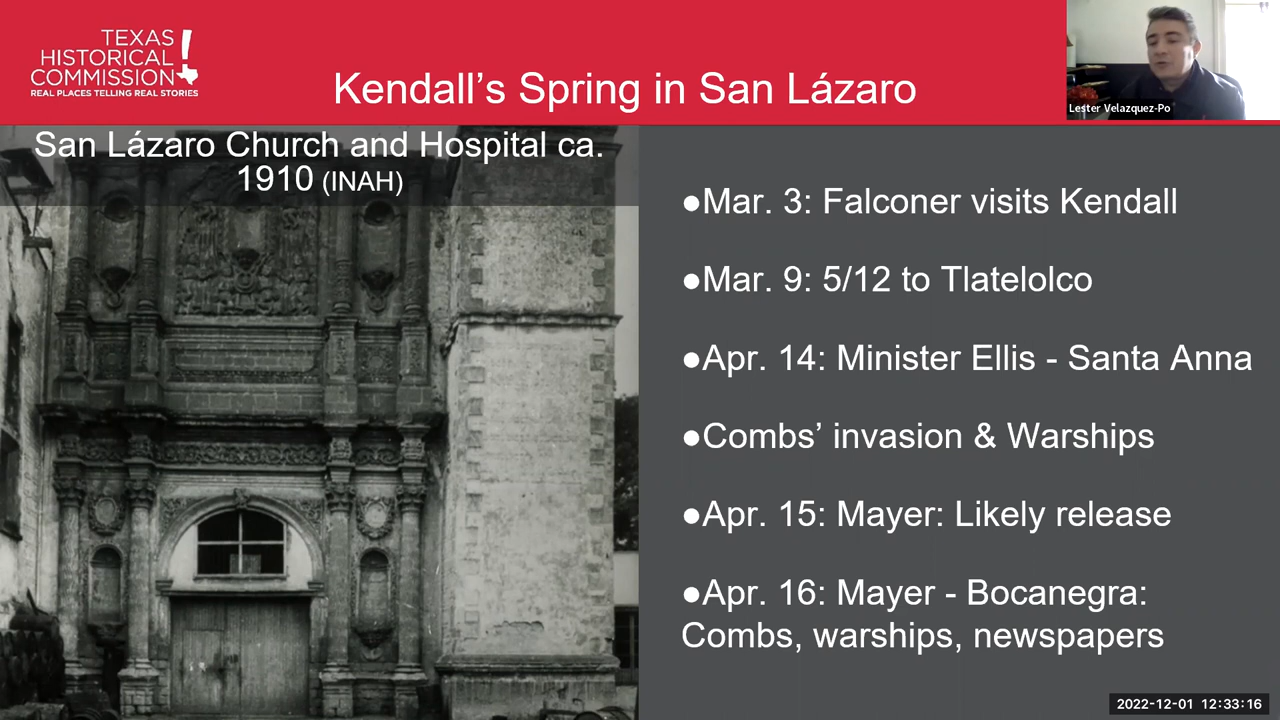 TEXAS
HISTORICAL
COMMISSION
REAL PLACES TELLING REAL STORIES
Kendall's Spring in San Lázaro
Lester Velazquez-Po
San Lázaro Church and Hospital ca.
1910 (INAH)
●Mar. 3: Falconer visits Kendall
●Mar. 9: 5/12 to Tlatelolco
●Apr. 14: Minister Ellis - Santa Anna
●Combs' invasion & Warships
●Apr. 15: Mayer: Likely release
●Apr. 16: Mayer - Bocanegra:
Combs, warships, newspapers
2022-12-01 12:33:16